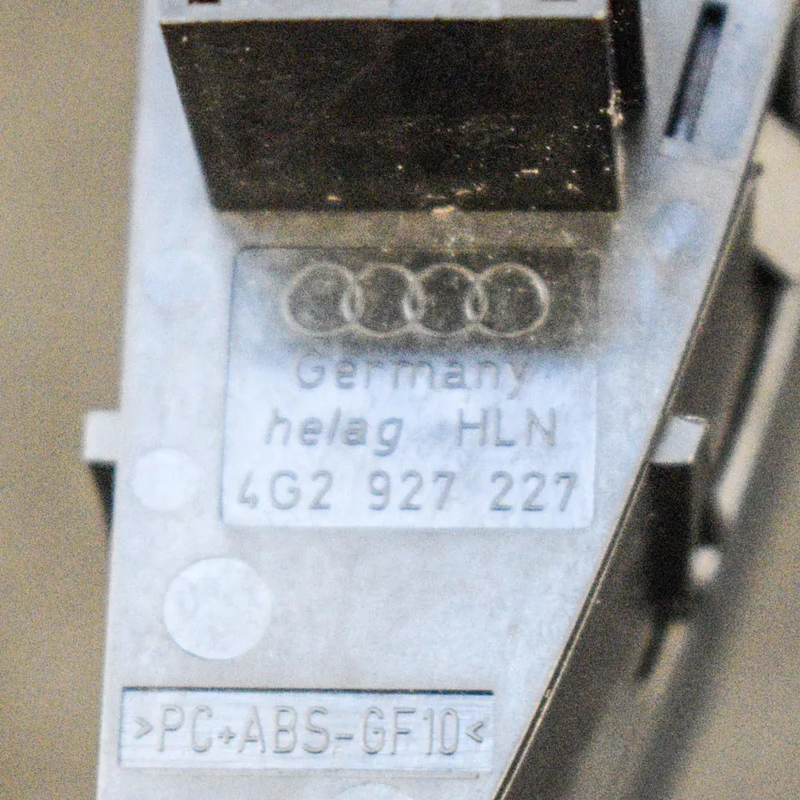 Germany
helag HLN
4G2 927 227
>PC+ABS-GF10<